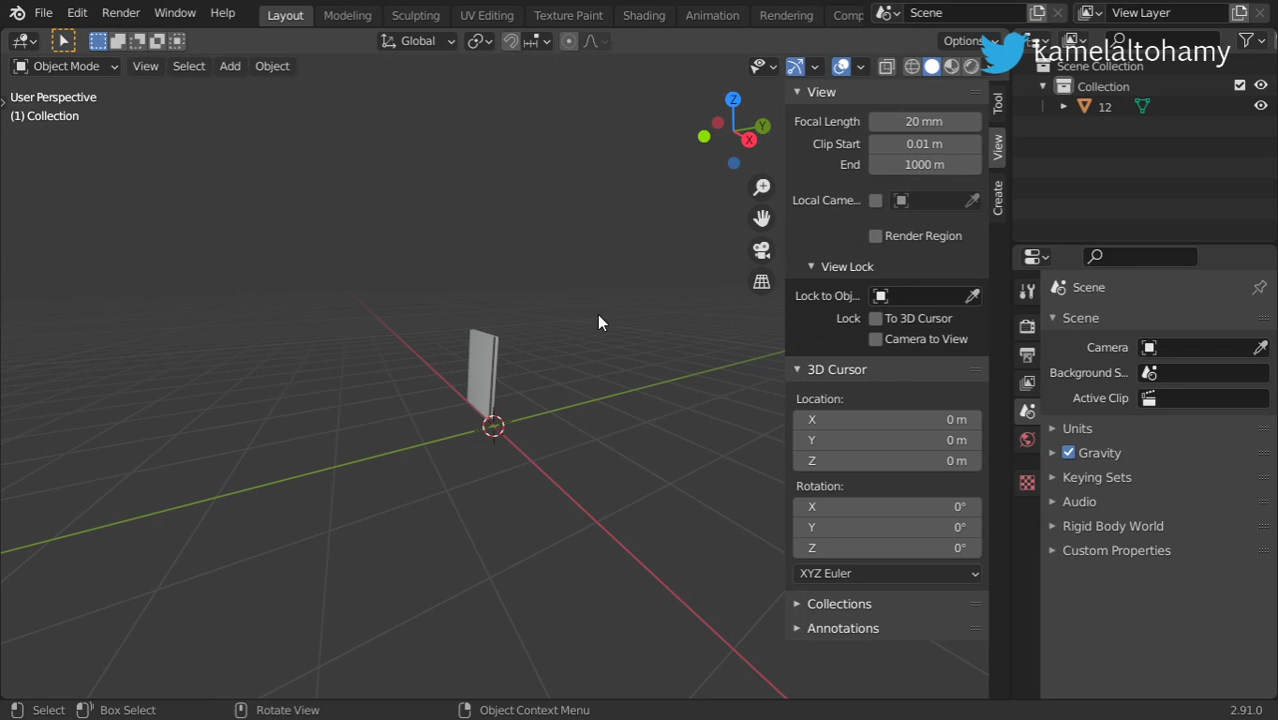 File Edit Render Window Help Layout Modeling Sculpting UV Editing Texture Paint Shading Animation Rendering Scene View Layer
Global Options
kamelaltohamy
Object Mode View Select Add Object
Scene Collection
Collection
12
User Perspective
(1) Collection
Z
Y
X
View
Focal Length 20 mm
Clip Start 0.01 m
End 1000 m
Local Came...
Render Region
View Lock
Lock to Obj...
Lock To 3D Cursor
Camera to View
3D Cursor
Location:
X 0 m
Y 0 m
Z 0 m
Rotation:
X 0°
Y 0°
Z 0°
XYZ Euler
Collections
Annotations
Tool
View
Create
Scene
Scene
Camera
Background S...
Active Clip
Units
Gravity
Keying Sets
Audio
Rigid Body World
Custom Properties
Select Box Select Rotate View Object Context Menu 2.91.0